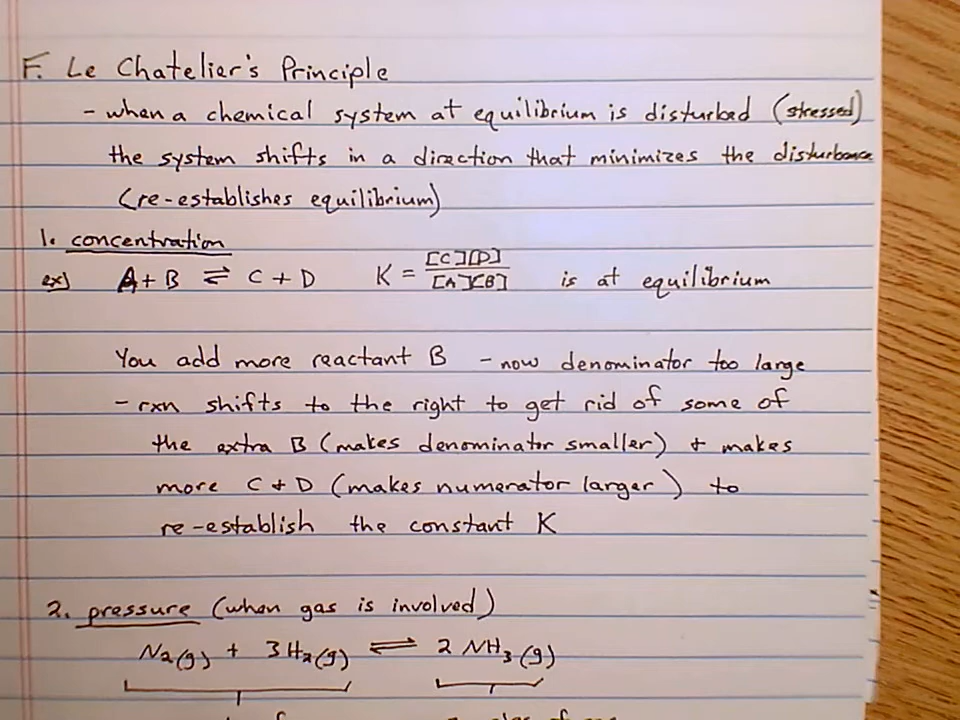 F. Le Chatelier's Principle
- when a chemical system at equilibrium is disturbed (stressed)
the system shifts in a direction that minimizes the disturbance
(re-establishes equilibrium)
1. concentration
ex) A + B ⇌ C + D K = [C][D] / [A][B] is at equilibrium
You add more reactant B - now denominator too large
- rxn shifts to the right to get rid of some of
the extra B (makes denominator smaller) + makes
more C + D (makes numerator larger) to
re-establish the constant K
2. pressure (when gas is involved)
N₂(g) + 3H₂(g) ⇌ 2 NH₃(g)